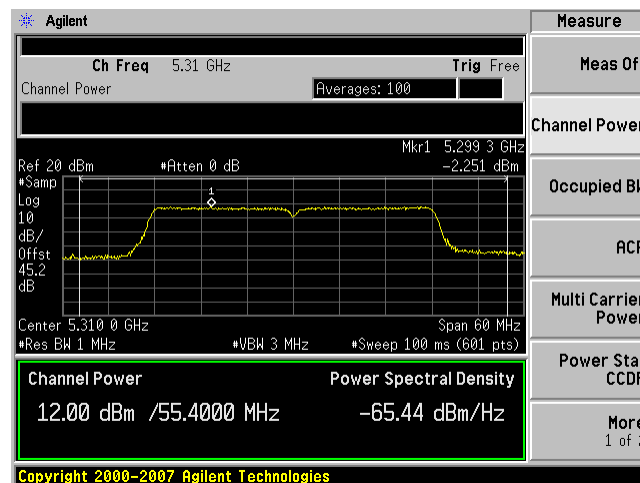 Agilent
Measure
Ch Freq 5.31 GHz Trig Free
Channel Power Averages: 100
Meas Of
Channel Power
Mkr1 5.299 3 GHz
Ref 20 dBm #Atten 0 dB -2.251 dBm
#Samp
Log
10
dB/
Offst
45.2
dB
1
Center 5.310 0 GHz Span 60 MHz
#Res BW 1 MHz #VBW 3 MHz #Sweep 100 ms (601 pts)
Occupied BW
ACP
Multi Carrier
Power
Power Sta
CCDF
More
1 of 2
Channel Power Power Spectral Density
12.00 dBm /55.4000 MHz -65.44 dBm/Hz
Copyright 2000-2007 Agilent Technologies